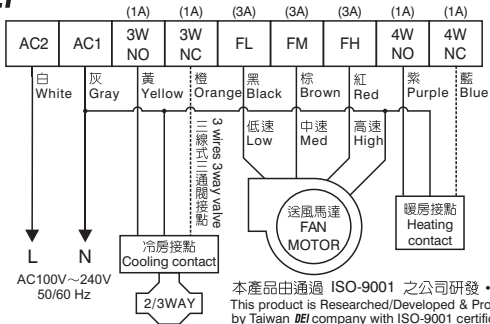 DEI
(1A) (1A) (3A) (3A) (3A) (1A) (1A)
AC2 AC1 3W NO 3W NC FL FM FH 4W NO 4W NC
白 灰 黃 橙 黑 棕 紅 紫 藍
White Gray Yellow Orange Black Brown Red Purple Blue
三線式三通閥接點
3 wires 3way valve
低速 中速 高速
Low Med High
送風馬達
FAN
MOTOR
暖房接點
Heating
contact
冷房接點
Cooling contact
L N
AC100V～240V
50/60 Hz
2/3WAY
本產品由通過 ISO-9001 之公司研發・
This product is Researched/Developed & Pro
by Taiwan DEI company with ISO-9001 certific